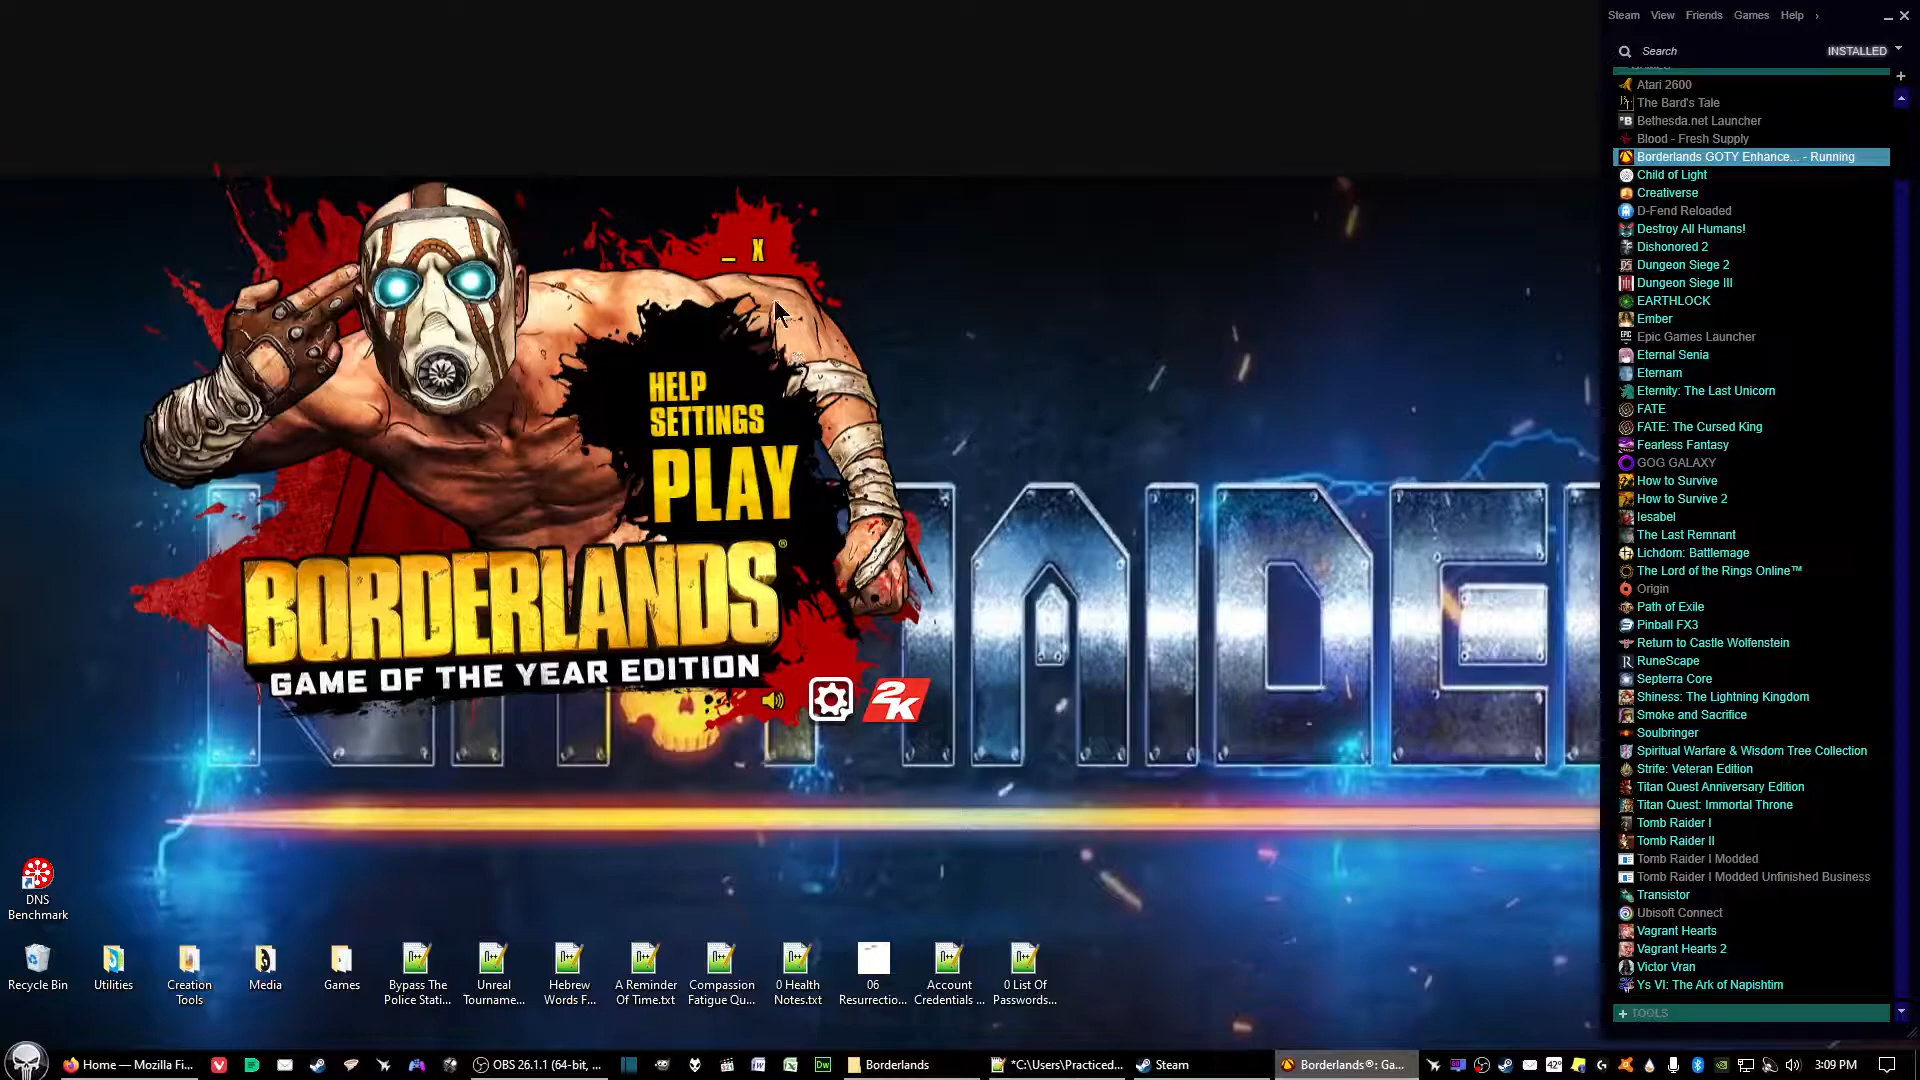 Steam View Friends Games Help ›
Search INSTALLED
Atari 2600
The Bard's Tale
Bethesda.net Launcher
Blood - Fresh Supply
Borderlands GOTY Enhance... - Running
Child of Light
Creativerse
D-Fend Reloaded
Destroy All Humans!
Dishonored 2
Dungeon Siege 2
Dungeon Siege III
EARTHLOCK
Ember
Epic Games Launcher
Eternal Senia
Eternam
Eternity: The Last Unicorn
FATE
FATE: The Cursed King
Fearless Fantasy
GOG GALAXY
How to Survive
How to Survive 2
Iesabel
The Last Remnant
Lichdom: Battlemage
The Lord of the Rings Online™
Origin
Path of Exile
Pinball FX3
Return to Castle Wolfenstein
RuneScape
Septerra Core
Shiness: The Lightning Kingdom
Smoke and Sacrifice
Soulbringer
Spiritual Warfare & Wisdom Tree Collection
Strife: Veteran Edition
Titan Quest Anniversary Edition
Titan Quest: Immortal Throne
Tomb Raider I
Tomb Raider II
Tomb Raider I Modded
Tomb Raider I Modded Unfinished Business
Transistor
Ubisoft Connect
Vagrant Hearts
Vagrant Hearts 2
Victor Vran
Ys VI: The Ark of Napishtim
+ TOOLS
_ X
HELP
SETTINGS
PLAY
BORDERLANDS®
GAME OF THE YEAR EDITION
2K
DNS
Benchmark
Recycle Bin
Utilities
Creation
Tools
Media
Games
Bypass The
Police Stati...
Unreal
Tourname...
Hebrew
Words F...
A Reminder
Of Time.txt
Compassion
Fatigue Qu...
0 Health
Notes.txt
06
Resurrectio...
Account
Credentials ...
0 List Of
Passwords...
Home — Mozilla Fi...
OBS 26.1.1 (64-bit, ...
Borderlands
*C:\Users\Practiced...
Steam
Borderlands®: Ga...
42°
3:09 PM